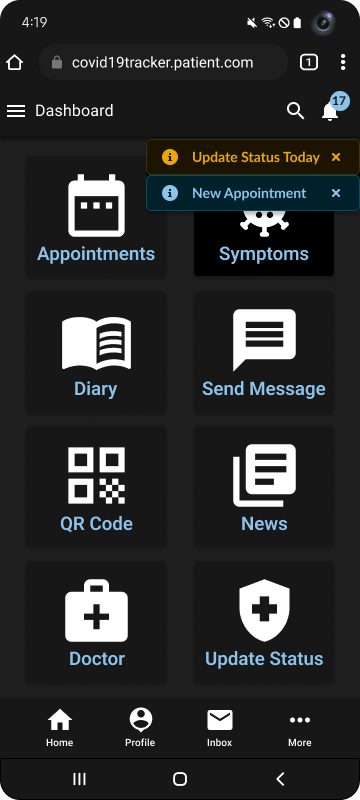 4:19
covid19tracker.patient.com
1
Dashboard
17
Update Status Today
New Appointment
Appointments
Symptoms
Diary
Send Message
QR Code
News
Doctor
Update Status
Home
Profile
Inbox
More